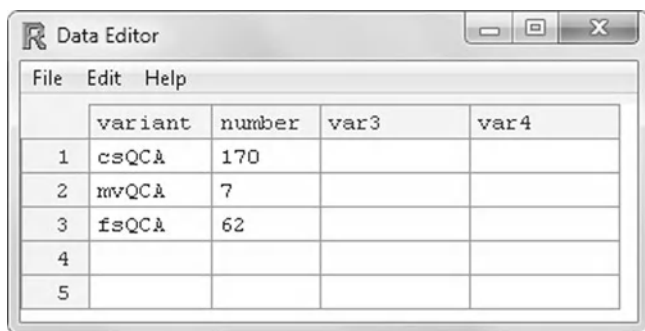 Data Editor
File Edit Help
variant number var3 var4
1 csQCA 170
2 mvQCA 7
3 fsQCA 62
4
5